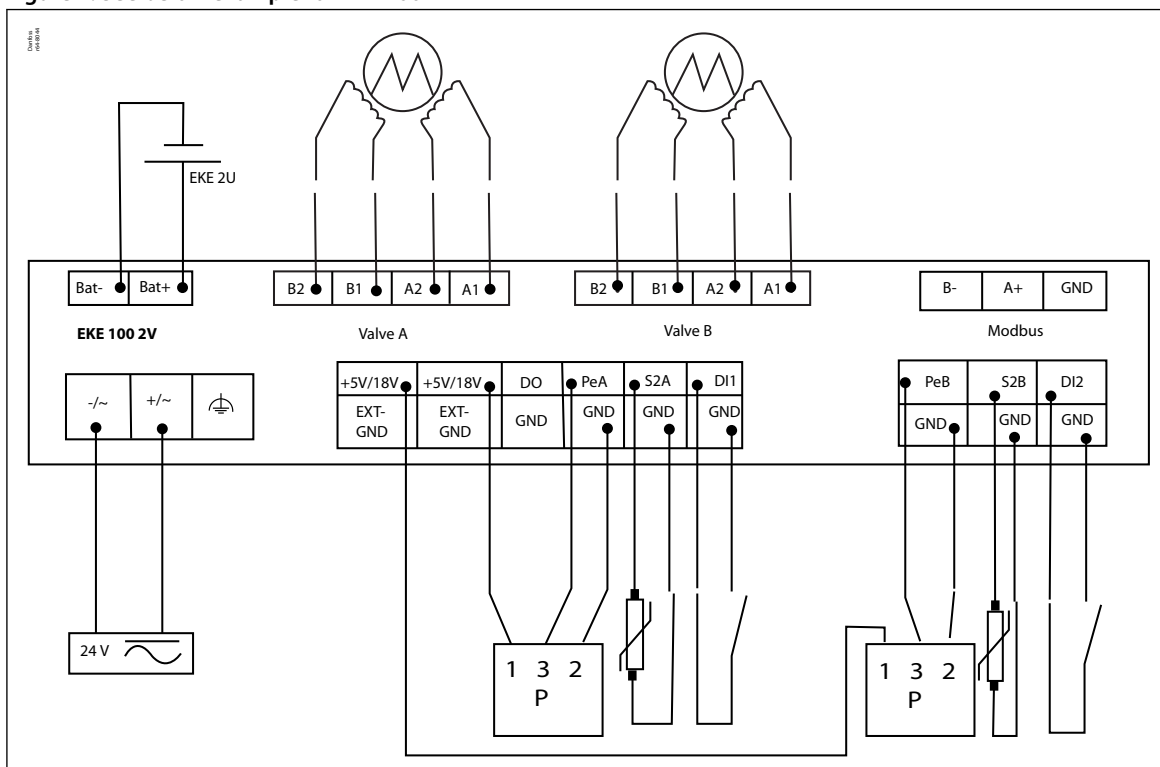 Danfoss
EKE 2U
Bat- Bat+
B2 B1 A2 A1
B2 B1 A2 A1
B- A+ GND
EKE 100 2V
Valve A
Valve B
Modbus
-/~ +/~
+5V/18V +5V/18V DO PeA S2A DI1
EXT-GND EXT-GND GND GND GND GND
PeB S2B DI2
GND GND GND
24 V
1 3 2
P
1 3 2
P